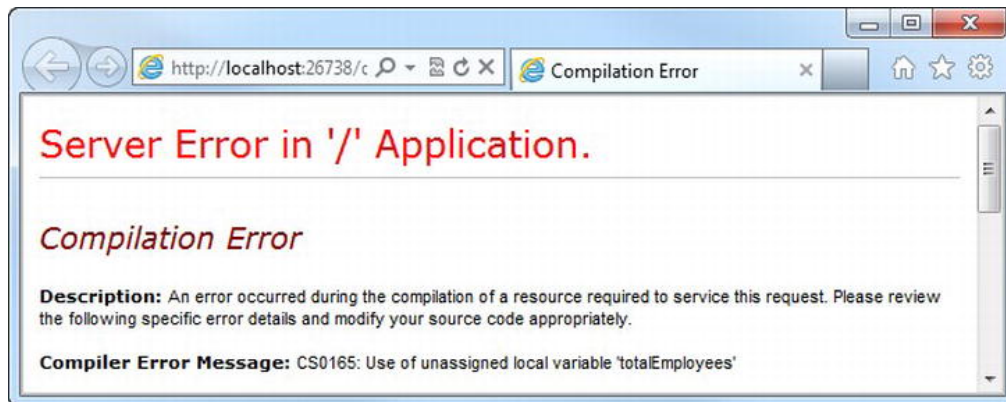 http://localhost:26738/c
Compilation Error
Server Error in '/' Application.
Compilation Error
Description: An error occurred during the compilation of a resource required to service this request. Please review
the following specific error details and modify your source code appropriately.
Compiler Error Message: CS0165: Use of unassigned local variable 'totalEmployees'